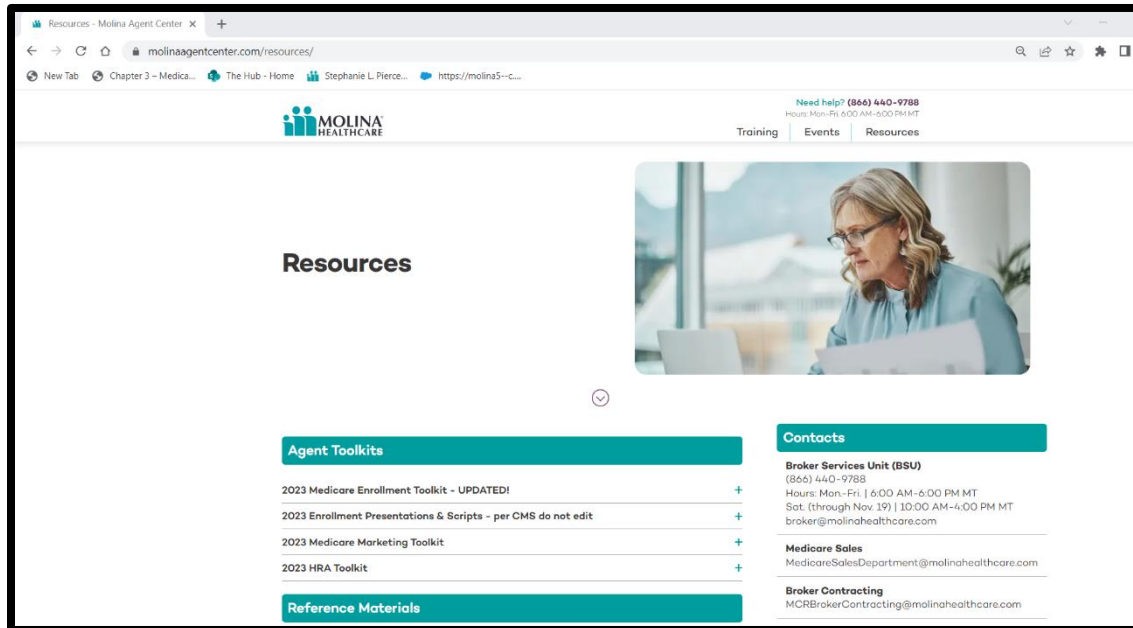 Resources - Molina Agent Center
molinaagentcenter.com/resources/
New Tab
Chapter 3 – Medica...
The Hub - Home
Stephanie L. Pierce...
https://molina5--c....
MOLINA
HEALTHCARE
Need help? (866) 440-9788
Hours: Mon-Fri 6:00 AM-6:00 PM MT
Training
Events
Resources
Resources
Agent Toolkits
2023 Medicare Enrollment Toolkit - UPDATED!
2023 Enrollment Presentations & Scripts - per CMS do not edit
2023 Medicare Marketing Toolkit
2023 HRA Toolkit
Reference Materials
Contacts
Broker Services Unit (BSU)
(866) 440-9788
Hours: Mon.-Fri. | 6:00 AM-6:00 PM MT
Sat. (through Nov. 19) | 10:00 AM-4:00 PM MT
broker@molinahealthcare.com
Medicare Sales
MedicareSalesDepartment@molinahealthcare.com
Broker Contracting
MCRBrokerContracting@molinahealthcare.com